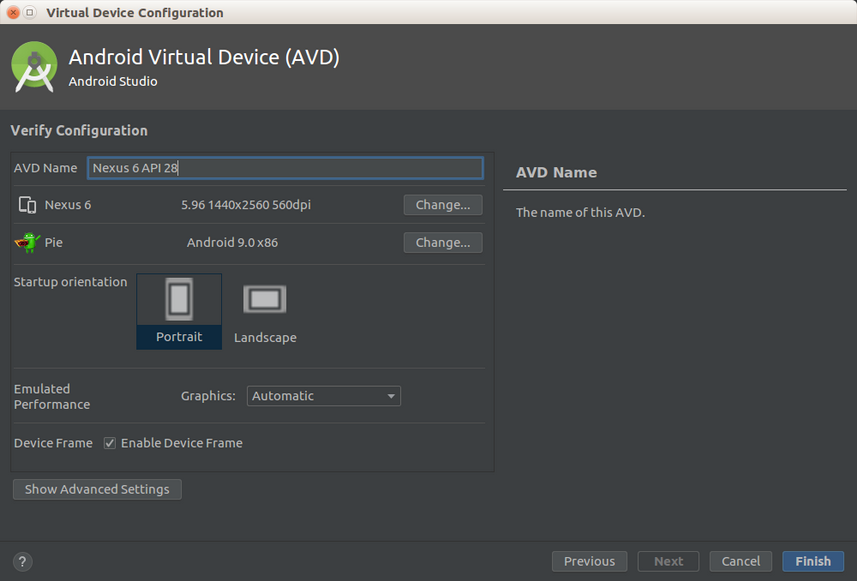 Virtual Device Configuration
Android Virtual Device (AVD)
Android Studio
Verify Configuration
AVD Name Nexus 6 API 28
Nexus 6 5.96 1440x2560 560dpi Change...
Pie Android 9.0 x86 Change...
Startup orientation
Portrait Landscape
Emulated
Performance
Graphics: Automatic
Device Frame Enable Device Frame
Show Advanced Settings
AVD Name
The name of this AVD.
? Previous Next Cancel Finish